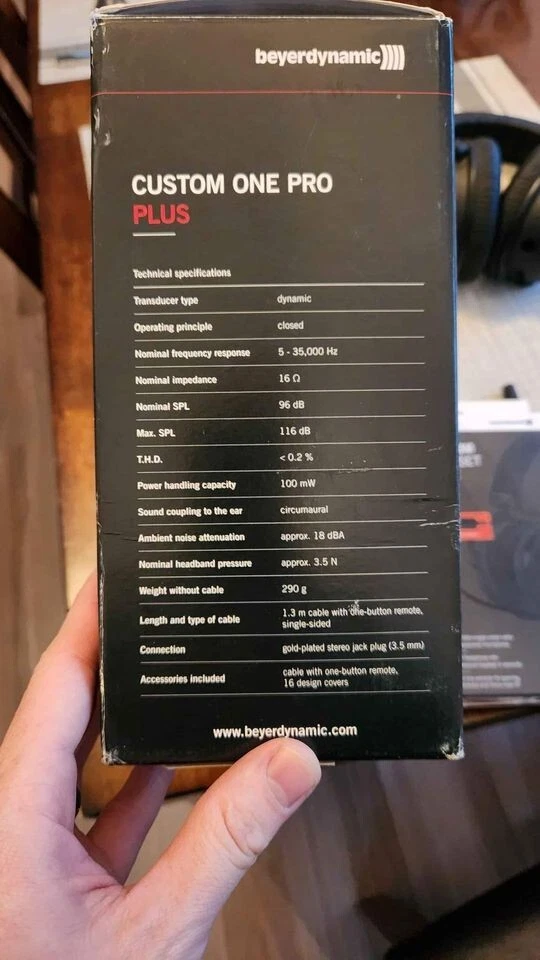 beyerdynamic
CUSTOM ONE PRO
PLUS
Technical specifications
Transducer type dynamic
Operating principle closed
Nominal frequency response 5 - 35,000 Hz
Nominal impedance 16 Ω
Nominal SPL 96 dB
Max. SPL 116 dB
T.H.D. < 0.2 %
Power handling capacity 100 mW
Sound coupling to the ear circumaural
Ambient noise attenuation approx. 18 dBA
Nominal headband pressure approx. 3.5 N
Weight without cable 290 g
Length and type of cable 1.3 m cable with one-button remote,
single-sided
Connection gold-plated stereo jack plug (3.5 mm)
Accessories included cable with one-button remote,
16 design covers
www.beyerdynamic.com